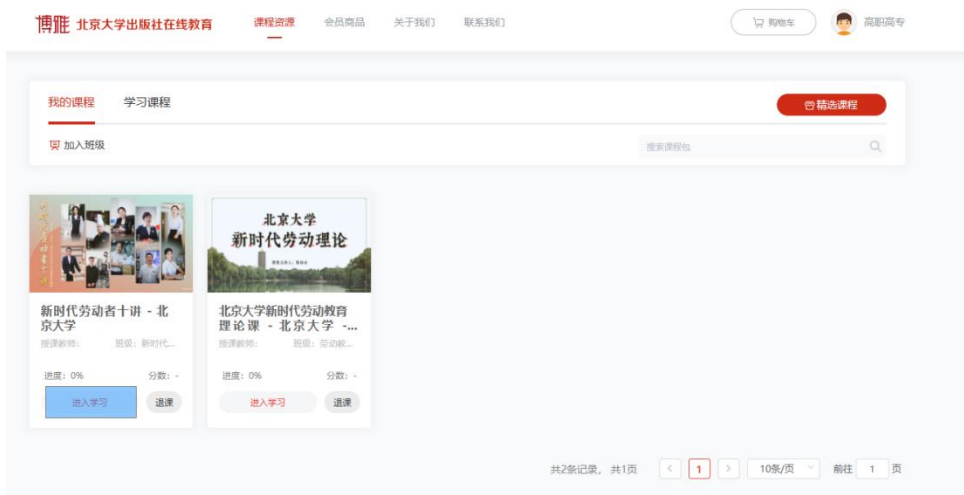 博雅 北京大学出版社在线教育
课程资源 会员商品 关于我们 联系我们
购物车 高职高专
我的课程 学习课程
精选课程
加入班级
搜索课程包
北京大学
新时代劳动理论
新时代劳动者十讲 - 北
京大学
授课教师: 班级: 新时代...
进度: 0% 分数: -
进入学习 退课
北京大学新时代劳动教育
理论课 - 北京大学 -...
授课教师: 班级: 劳动教...
进度: 0% 分数: -
进入学习 退课
共2条记录, 共1页 < 1 > 10条/页 前往 1 页